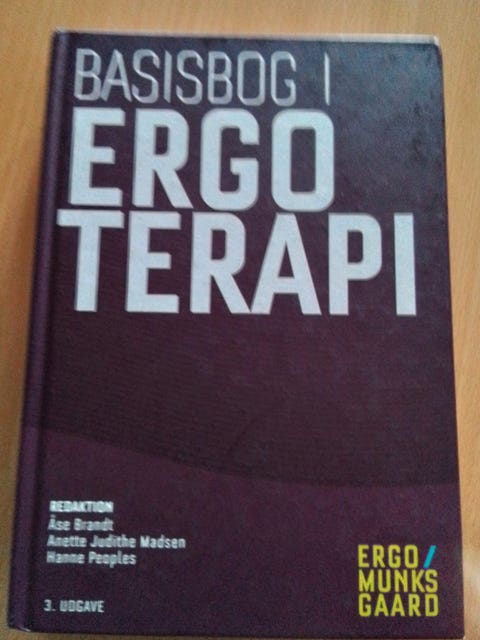 BASISBOG I
ERGO
TERAPI
REDAKTION
Åse Brandt
Anette Judithe Madsen
Hanne Peoples
3. UDGAVE
ERGO/
MUNKS
GAARD